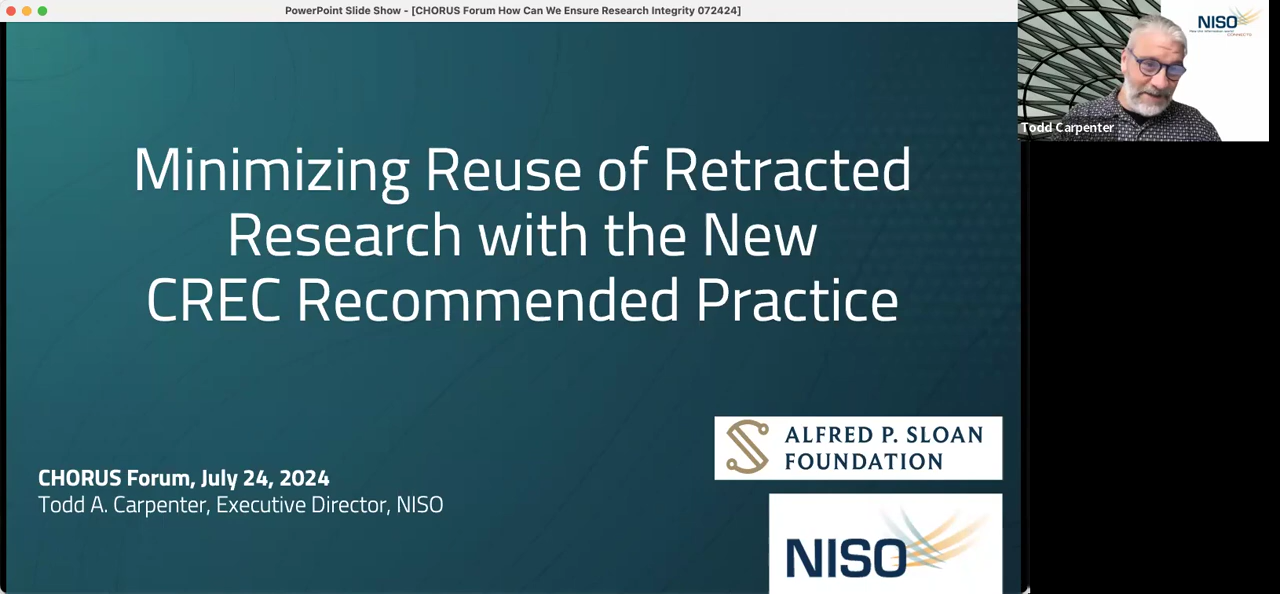 PowerPoint Slide Show - [CHORUS Forum How Can We Ensure Research Integrity 072424]
NISO
Todd Carpenter
Minimizing Reuse of Retracted
Research with the New
CREC Recommended Practice
ALFRED P. SLOAN
FOUNDATION
CHORUS Forum, July 24, 2024
Todd A. Carpenter, Executive Director, NISO
NISO